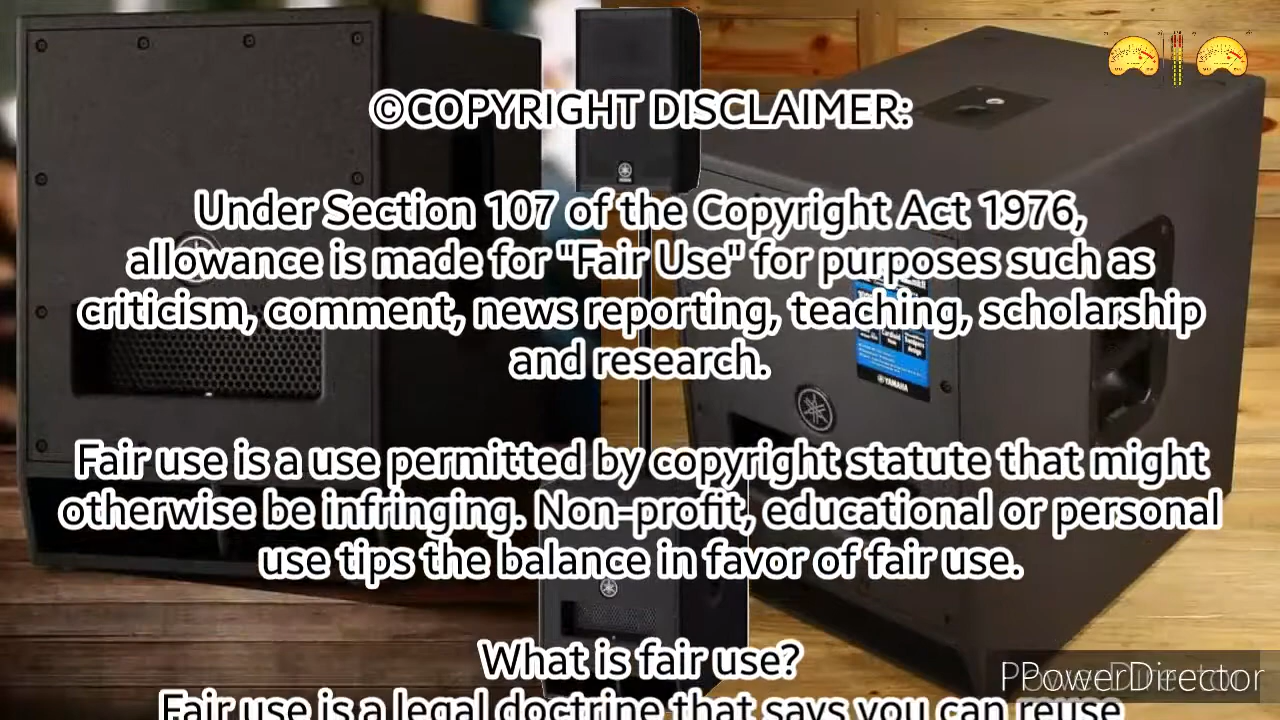 ©COPYRIGHT DISCLAIMER:
Under Section 107 of the Copyright Act 1976,
allowance is made for "Fair Use" for purposes such as
criticism, comment, news reporting, teaching, scholarship
and research.
YAMAHA
Fair use is a use permitted by copyright statute that might
otherwise be infringing. Non-profit, educational or personal
use tips the balance in favor of fair use.
What is fair use?
PPowerDirector
Fair use is a legal doctrine that says you can reuse